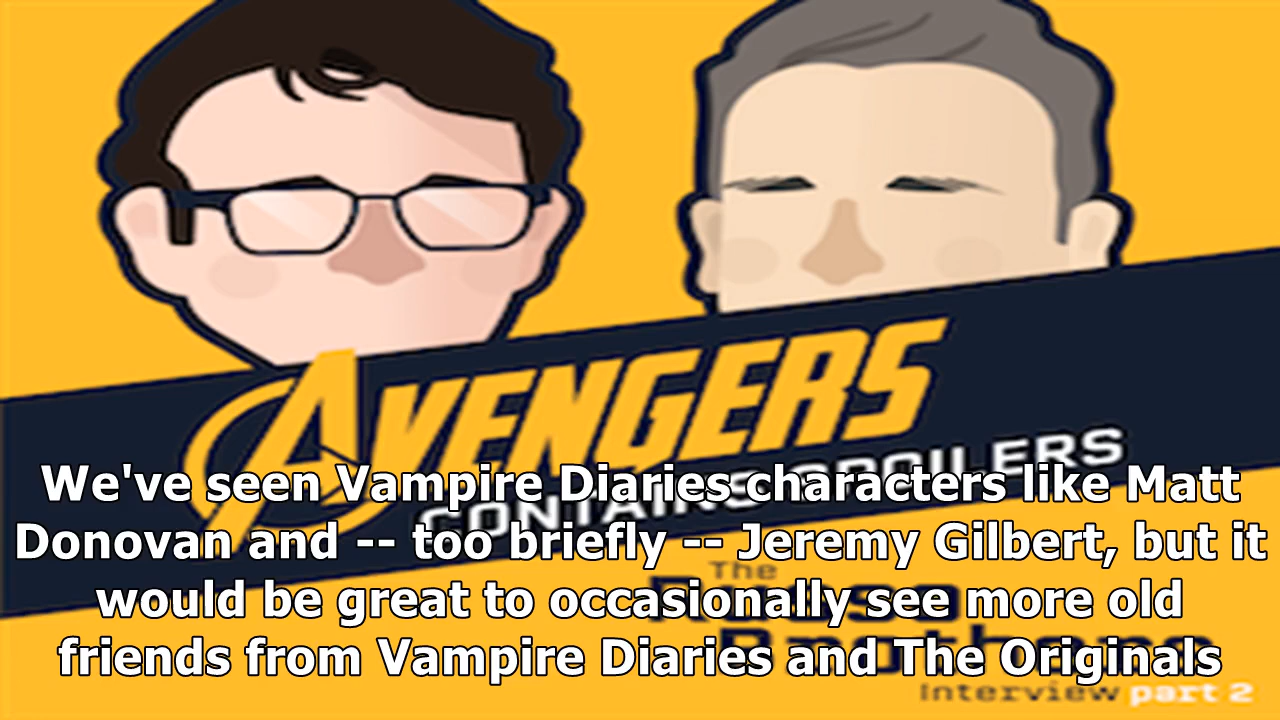 AVENGERS
CONTAINS SPOILERS
We've seen Vampire Diaries characters like Matt
Donovan and -- too briefly -- Jeremy Gilbert, but it
would be great to occasionally see more old
friends from Vampire Diaries and The Originals
The
Russo
Brothers
Interview part 2